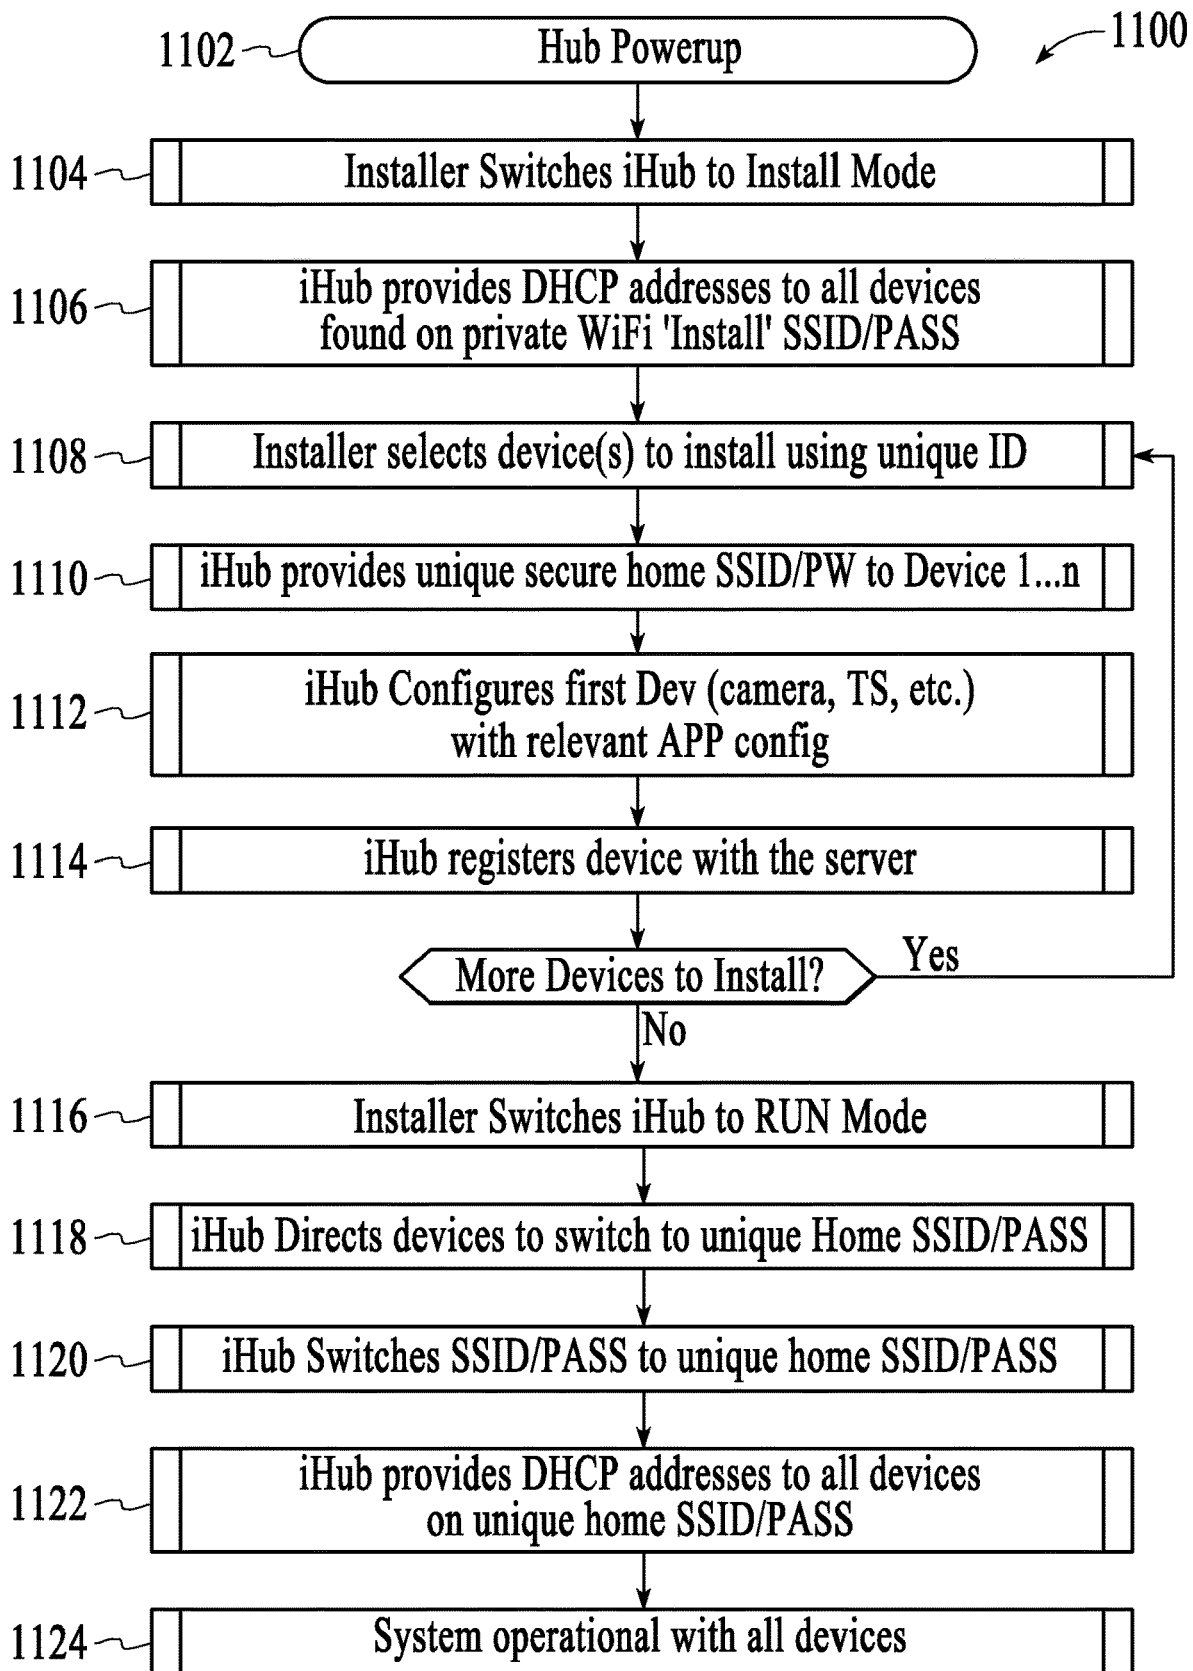 1102
Hub Powerup
1100
1104
Installer Switches iHub to Install Mode
1106
iHub provides DHCP addresses to all devices
found on private WiFi 'Install' SSID/PASS
1108
Installer selects device(s) to install using unique ID
1110
iHub provides unique secure home SSID/PW to Device 1...n
1112
iHub Configures first Dev (camera, TS, etc.)
with relevant APP config
1114
iHub registers device with the server
More Devices to Install?
Yes
No
1116
Installer Switches iHub to RUN Mode
1118
iHub Directs devices to switch to unique Home SSID/PASS
1120
iHub Switches SSID/PASS to unique home SSID/PASS
1122
iHub provides DHCP addresses to all devices
on unique home SSID/PASS
1124
System operational with all devices